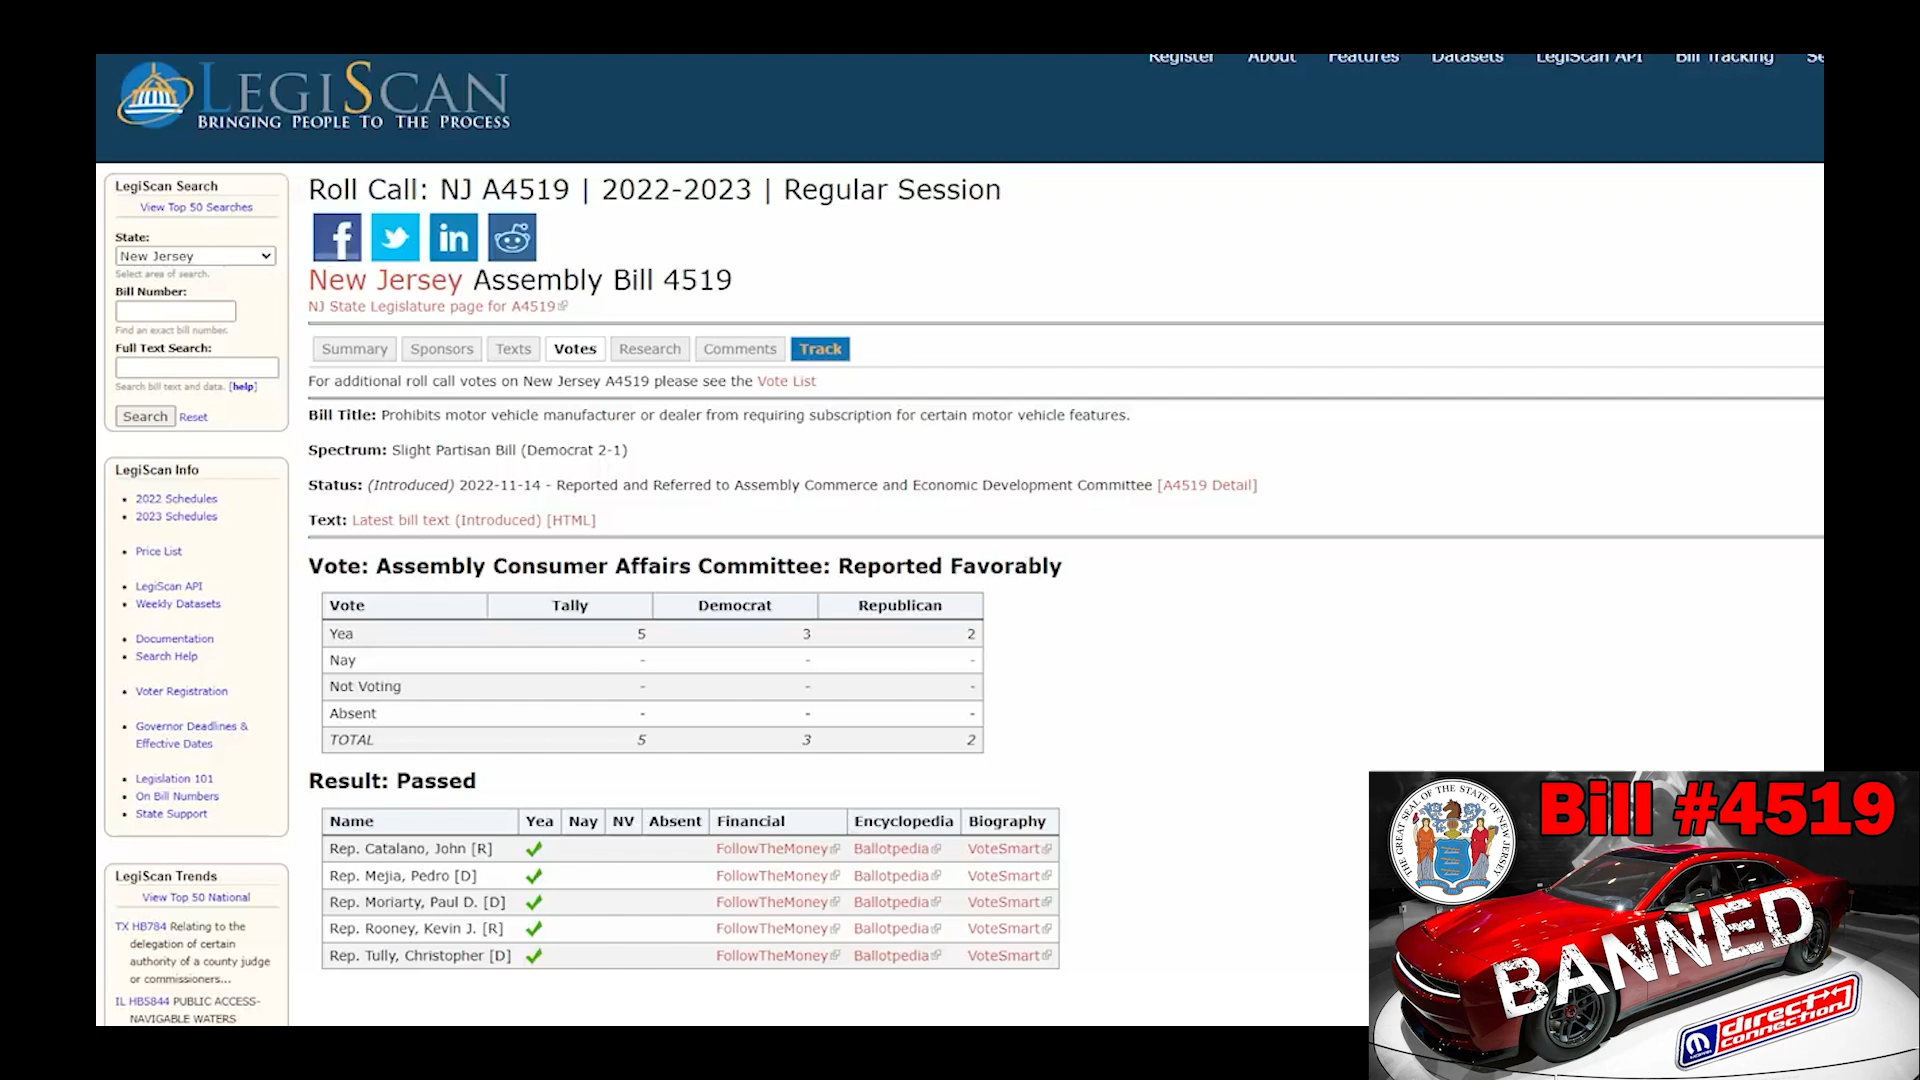 Register About Features Datasets LegiScan API Bill Tracking
LEGISCAN
BRINGING PEOPLE TO THE PROCESS
LegiScan Search
View Top 50 Searches
State:
New Jersey
Select area of search.
Bill Number:
Find an exact bill number.
Full Text Search:
Search bill text and data. [help]
Search Reset
LegiScan Info
2022 Schedules
2023 Schedules
Price List
LegiScan API
Weekly Datasets
Documentation
Search Help
Voter Registration
Governor Deadlines &
Effective Dates
Legislation 101
On Bill Numbers
State Support
LegiScan Trends
View Top 50 National
TX HB784 Relating to the
delegation of certain
authority of a county judge
or commissioners...
IL HB5844 PUBLIC ACCESS-
NAVIGABLE WATERS
Roll Call: NJ A4519 | 2022-2023 | Regular Session
New Jersey Assembly Bill 4519
NJ State Legislature page for A4519
Summary Sponsors Texts Votes Research Comments Track
For additional roll call votes on New Jersey A4519 please see the Vote List
Bill Title: Prohibits motor vehicle manufacturer or dealer from requiring subscription for certain motor vehicle features.
Spectrum: Slight Partisan Bill (Democrat 2-1)
Status: (Introduced) 2022-11-14 - Reported and Referred to Assembly Commerce and Economic Development Committee [A4519 Detail]
Text: Latest bill text (Introduced) [HTML]
Vote: Assembly Consumer Affairs Committee: Reported Favorably
Vote Tally Democrat Republican
Yea 5 3 2
Nay - - -
Not Voting - - -
Absent - - -
TOTAL 5 3 2
Result: Passed
Name Yea Nay NV Absent Financial Encyclopedia Biography
Rep. Catalano, John [R] FollowTheMoney Ballotpedia VoteSmart
Rep. Mejia, Pedro [D] FollowTheMoney Ballotpedia VoteSmart
Rep. Moriarty, Paul D. [D] FollowTheMoney Ballotpedia VoteSmart
Rep. Rooney, Kevin J. [R] FollowTheMoney Ballotpedia VoteSmart
Rep. Tully, Christopher [D] FollowTheMoney Ballotpedia VoteSmart
THE GREAT SEAL OF THE STATE OF NEW JERSEY
Bill #4519
BANNED
direct
connection